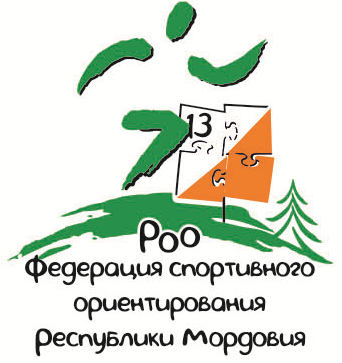 13
Роо
Федерация спортивного
ориентирования
Республики Мордовия